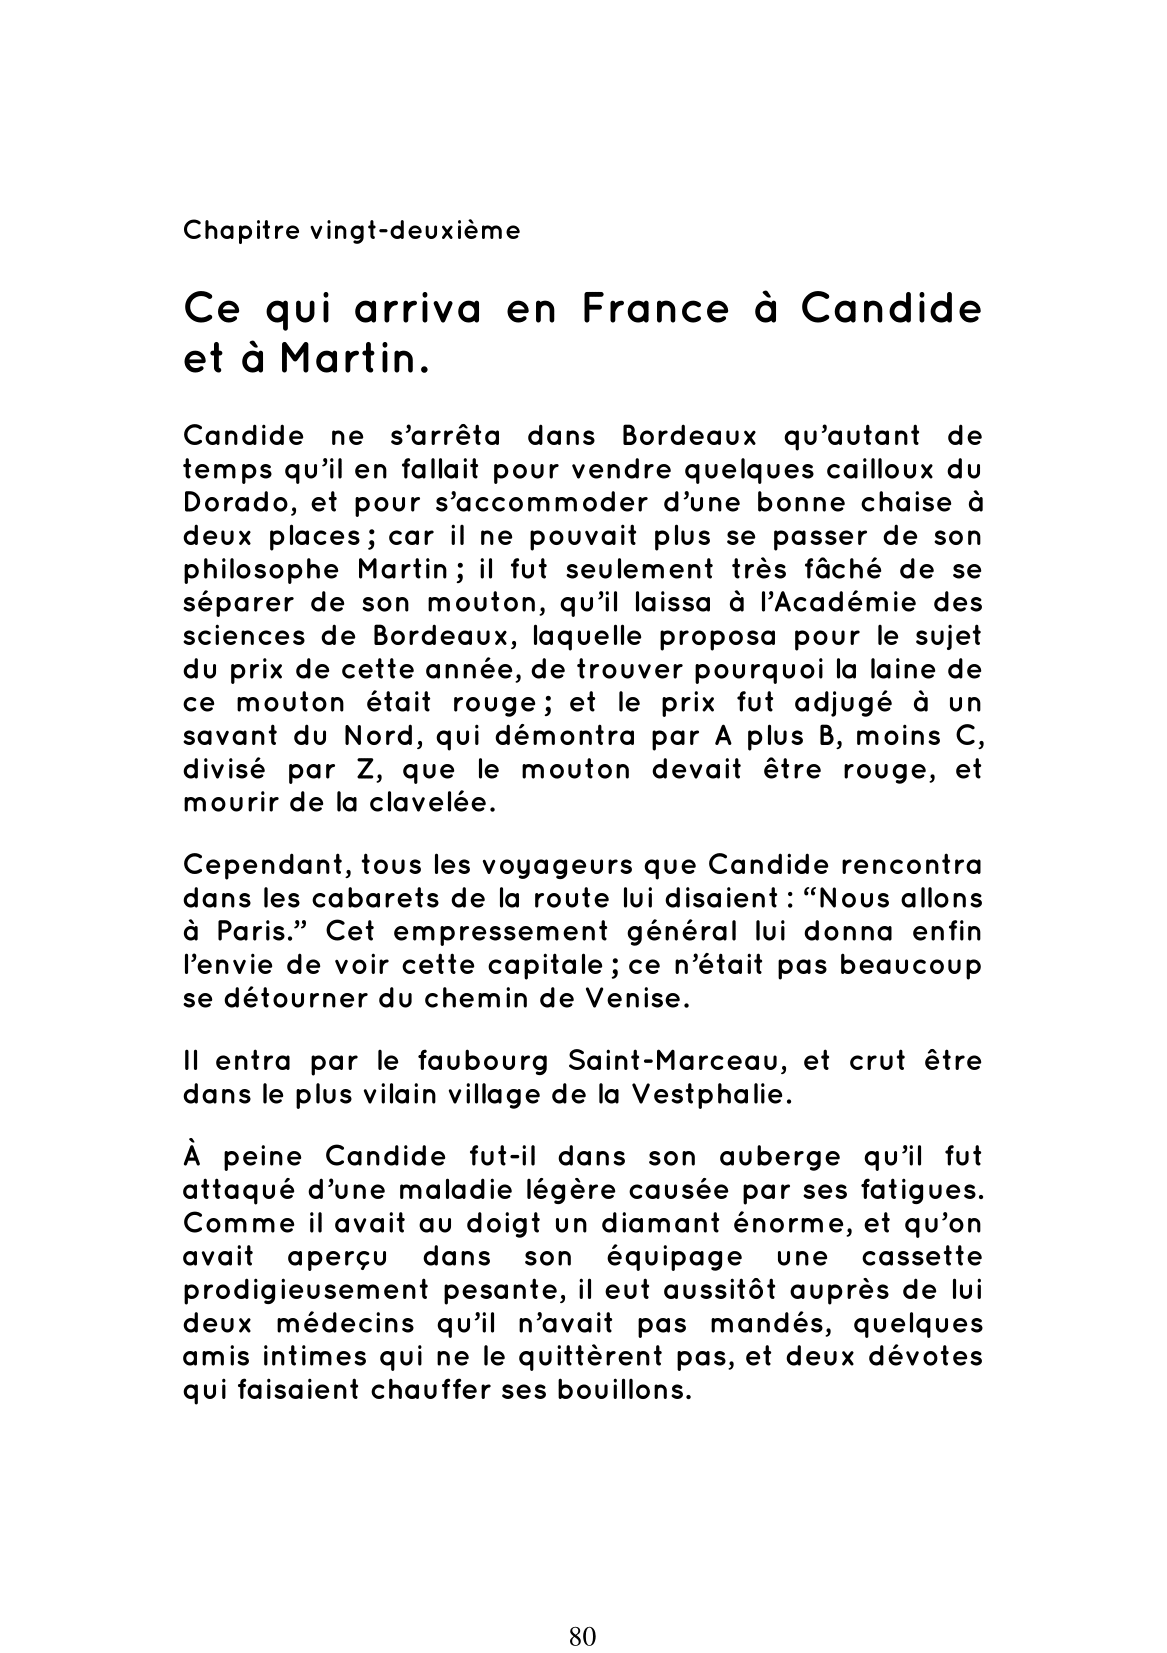 Chapitre vingt-deuxième
Ce qui arriva en France à Candide
et à Martin.
Candide ne s’arrêta dans Bordeaux qu’autant de
temps qu’il en fallait pour vendre quelques cailloux du
Dorado, et pour s’accommoder d’une bonne chaise à
deux places ; car il ne pouvait plus se passer de son
philosophe Martin ; il fut seulement très fâché de se
séparer de son mouton, qu’il laissa à l’Académie des
sciences de Bordeaux, laquelle proposa pour le sujet
du prix de cette année, de trouver pourquoi la laine de
ce mouton était rouge ; et le prix fut adjugé à un
savant du Nord, qui démontra par A plus B, moins C,
divisé par Z, que le mouton devait être rouge, et
mourir de la clavelée.
Cependant, tous les voyageurs que Candide rencontra
dans les cabarets de la route lui disaient : “Nous allons
à Paris.” Cet empressement général lui donna enfin
l’envie de voir cette capitale ; ce n’était pas beaucoup
se détourner du chemin de Venise.
Il entra par le faubourg Saint-Marceau, et crut être
dans le plus vilain village de la Vestphalie.
À peine Candide fut-il dans son auberge qu’il fut
attaqué d’une maladie légère causée par ses fatigues.
Comme il avait au doigt un diamant énorme, et qu’on
avait aperçu dans son équipage une cassette
prodigieusement pesante, il eut aussitôt auprès de lui
deux médecins qu’il n’avait pas mandés, quelques
amis intimes qui ne le quittèrent pas, et deux dévotes
qui faisaient chauffer ses bouillons.
80